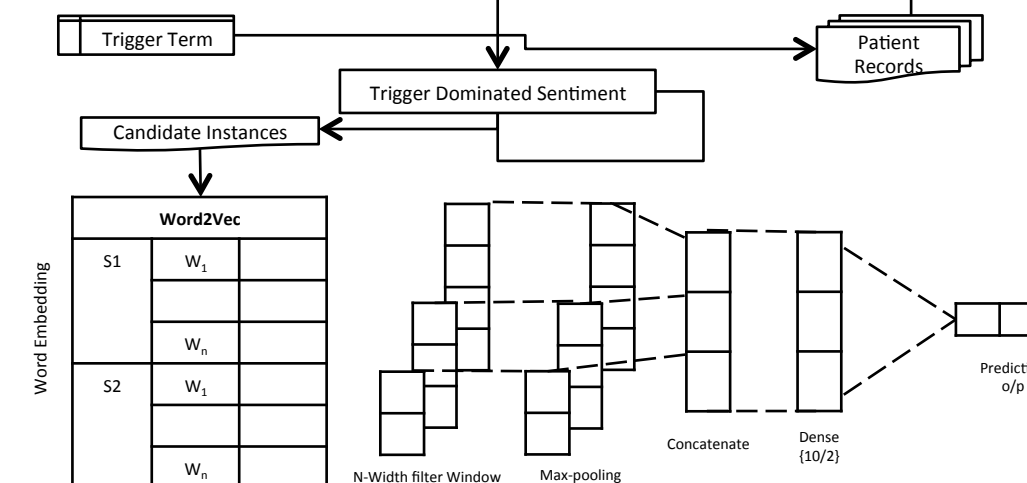 Trigger Term
Patient
Records
Trigger Dominated Sentiment
Candidate Instances
Word2Vec
Word Embedding
S1
W1
Wn
S2
W1
Wn
N-Width filter Window
Max-pooling
Concatenate
Dense
{10/2}
o/p